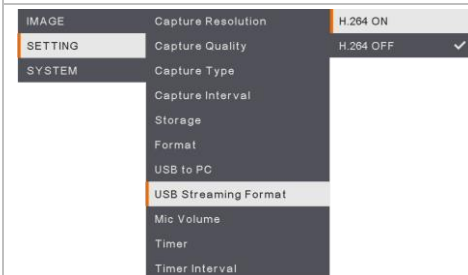 IMAGE
SETTING
SYSTEM
Capture Resolution
Capture Quality
Capture Type
Capture Interval
Storage
Format
USB to PC
USB Streaming Format
Mic Volume
Timer
Timer Interval
H.264 ON
H.264 OFF